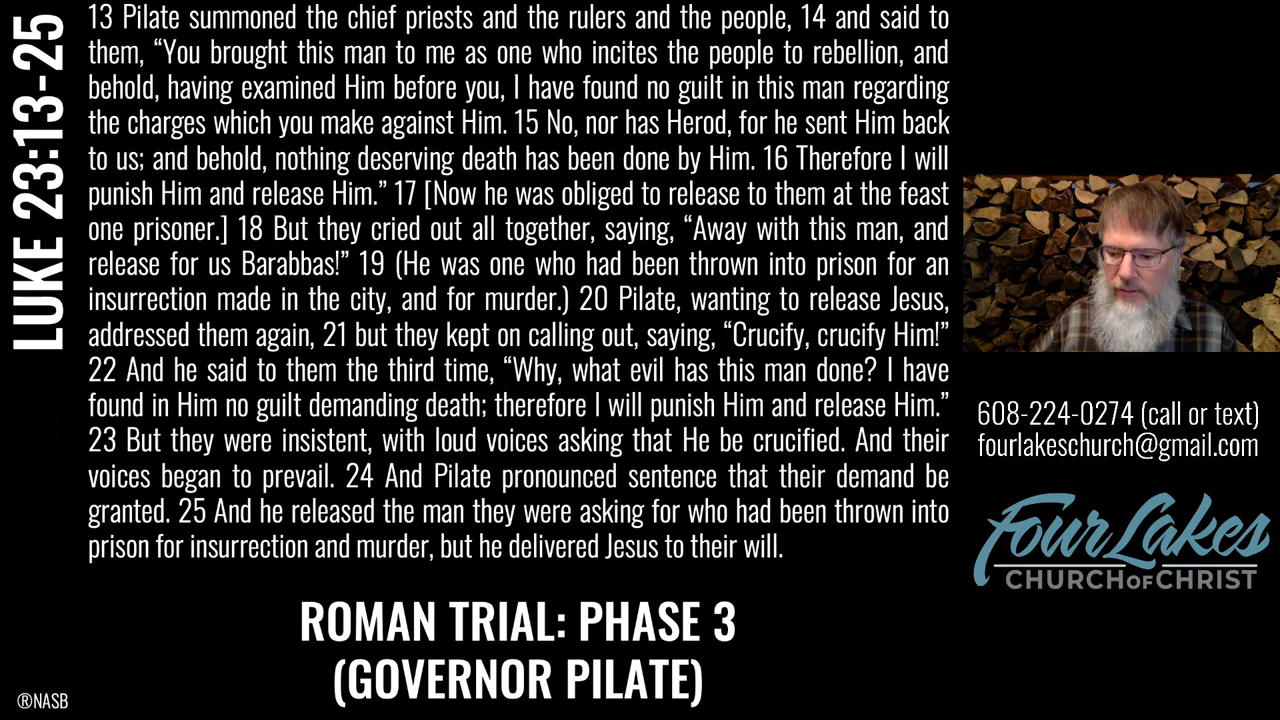 LUKE 23:13-25
13 Pilate summoned the chief priests and the rulers and the people, 14 and said to
them, “You brought this man to me as one who incites the people to rebellion, and
behold, having examined Him before you, I have found no guilt in this man regarding
the charges which you make against Him. 15 No, nor has Herod, for he sent Him back
to us; and behold, nothing deserving death has been done by Him. 16 Therefore I will
punish Him and release Him.” 17 [Now he was obliged to release to them at the feast
one prisoner.] 18 But they cried out all together, saying, “Away with this man, and
release for us Barabbas!” 19 (He was one who had been thrown into prison for an
insurrection made in the city, and for murder.) 20 Pilate, wanting to release Jesus,
addressed them again, 21 but they kept on calling out, saying, “Crucify, crucify Him!”
22 And he said to them the third time, “Why, what evil has this man done? I have
found in Him no guilt demanding death; therefore I will punish Him and release Him.”
23 But they were insistent, with loud voices asking that He be crucified. And their
voices began to prevail. 24 And Pilate pronounced sentence that their demand be
granted. 25 And he released the man they were asking for who had been thrown into
prison for insurrection and murder, but he delivered Jesus to their will.
ROMAN TRIAL: PHASE 3
(GOVERNOR PILATE)
®NASB
608-224-0274 (call or text)
fourlakeschurch@gmail.com
Four Lakes
CHURCH OF CHRIST